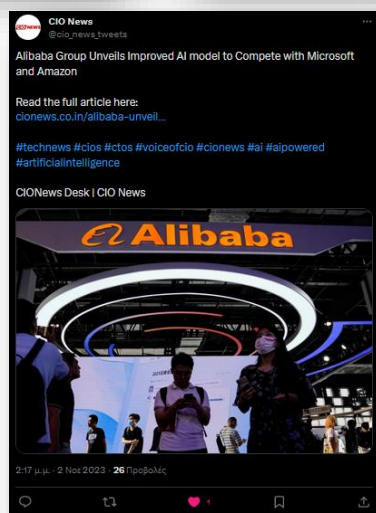 CIO NEWS
CIO News
@cio_news_tweets
Alibaba Group Unveils Improved AI model to Compete with Microsoft
and Amazon
Read the full article here:
cionews.co.in/alibaba-unveil...
#technews #cios #ctos #voiceofcio #cionews #ai #aipowered
#artificialintelligence
CIONews Desk | CIO News
Alibaba
2:17 μ.μ. · 2 Νοε 2023 · 26 Προβολές